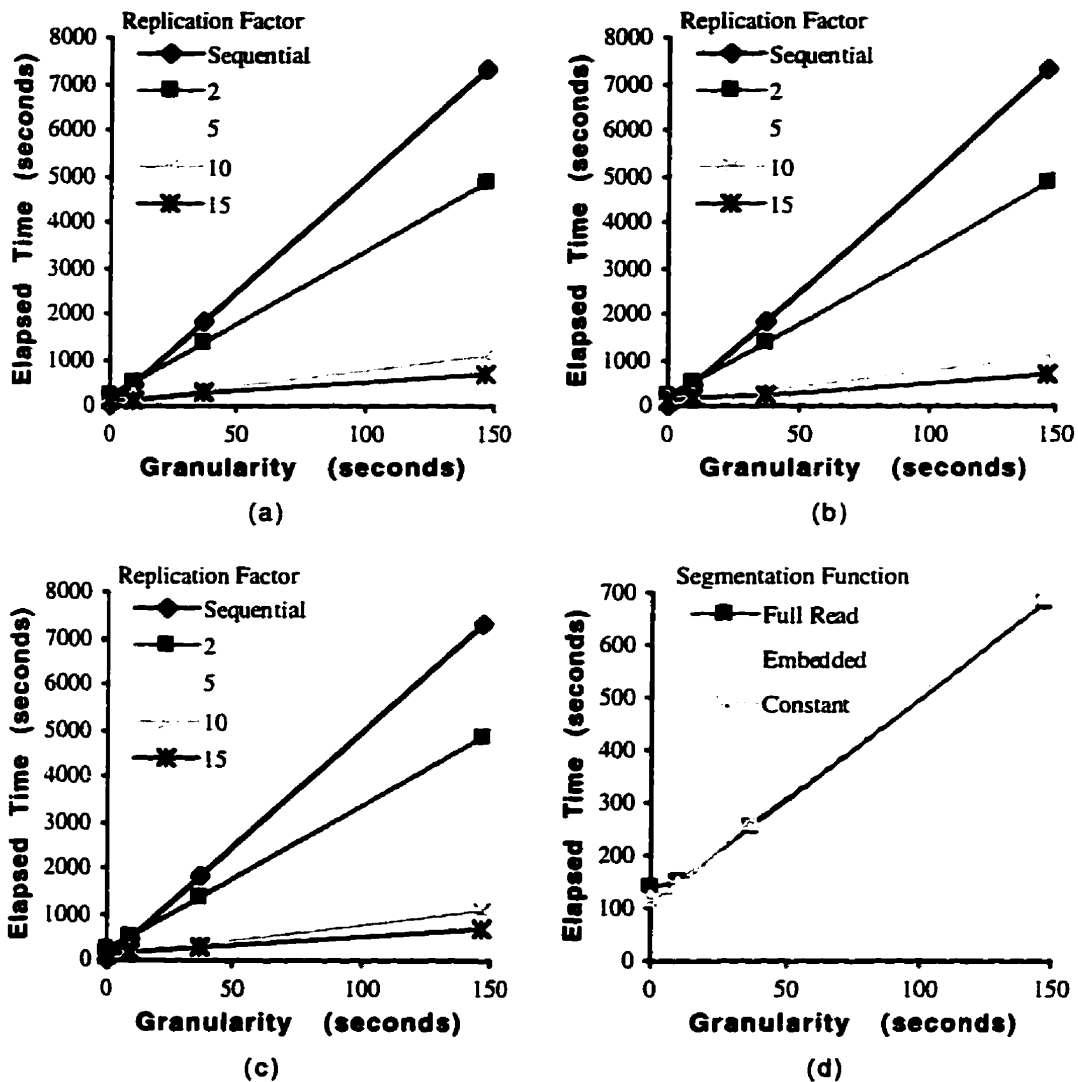 Replication Factor
Sequential
2
5
10
15
8000
7000
6000
5000
4000
3000
2000
1000
0
Elapsed Time (seconds)
0 50 100 150
Granularity (seconds)
(a)
Replication Factor
Sequential
2
5
10
15
8000
7000
6000
5000
4000
3000
2000
1000
0
Elapsed Time (seconds)
0 50 100 150
Granularity (seconds)
(b)
Replication Factor
Sequential
2
5
10
15
8000
7000
6000
5000
4000
3000
2000
1000
0
Elapsed Time (seconds)
0 50 100 150
Granularity (seconds)
(c)
Segmentation Function
Full Read
Embedded
Constant
700
600
500
400
300
200
100
0
Elapsed Time (seconds)
0 50 100 150
Granularity (seconds)
(d)